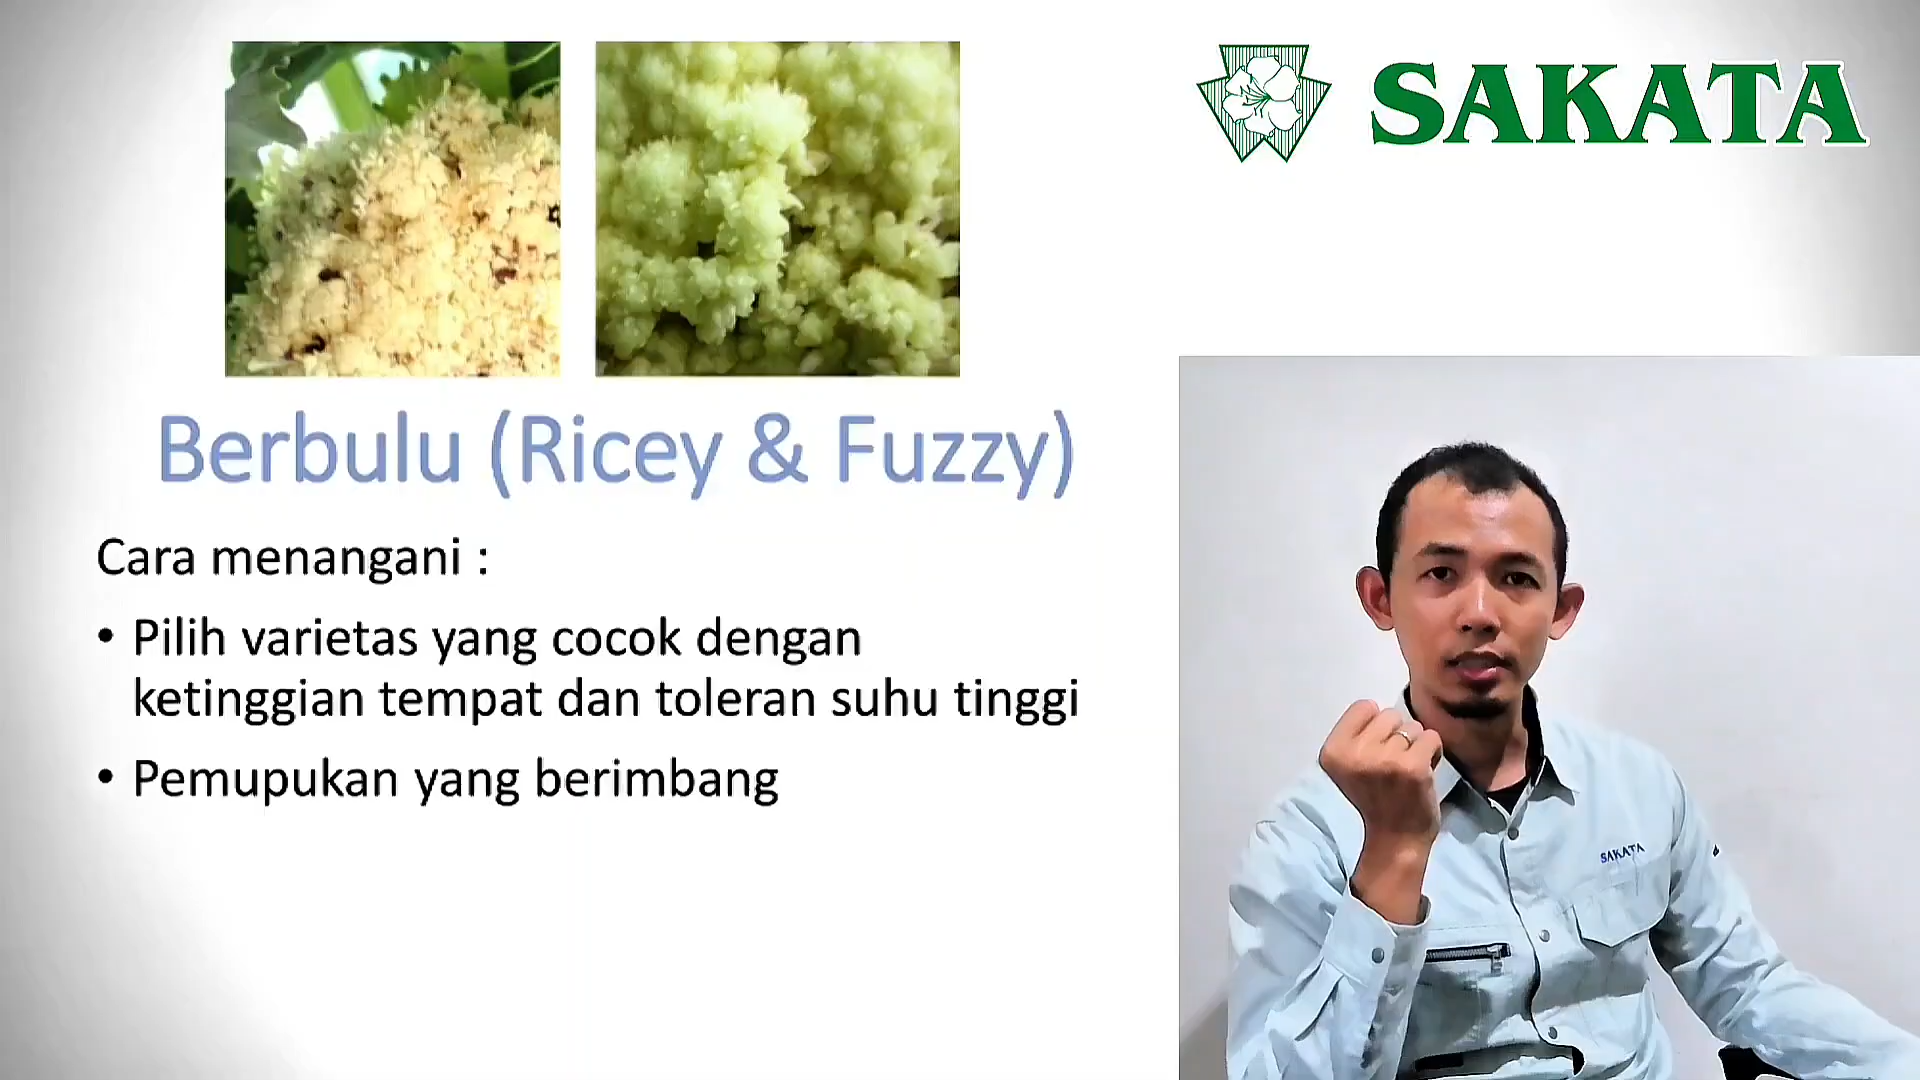 SAKATA
Berbulu (Ricey & Fuzzy)
Cara menangani :
• Pilih varietas yang cocok dengan
ketinggian tempat dan toleran suhu tinggi
• Pemupukan yang berimbang
SAKATA